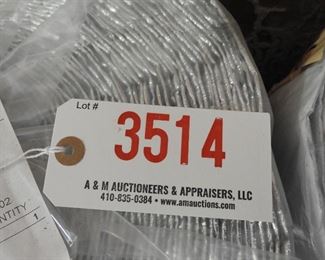 Lot #
3514
A & M AUCTIONEERS & APPRAISERS, LLC
410-835-0384 • www.amauctions.com
02
NTITY
1